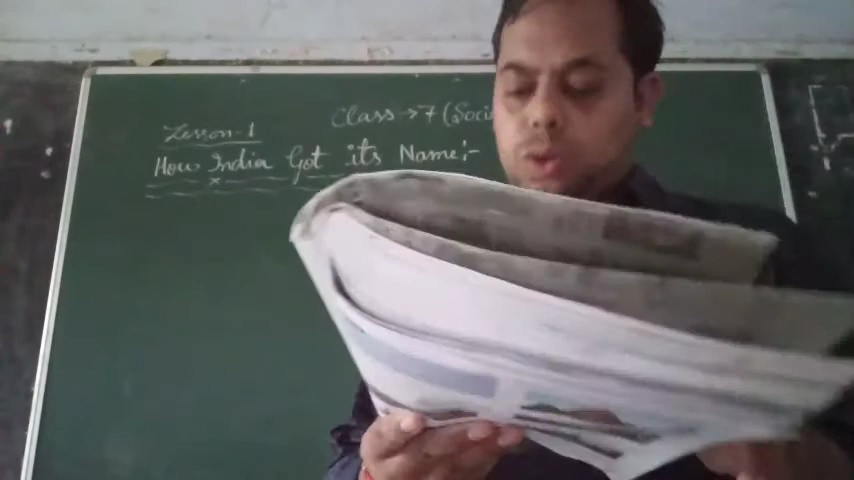 Class → 7 (Soci
Lesson-1
How India Got its Name:-